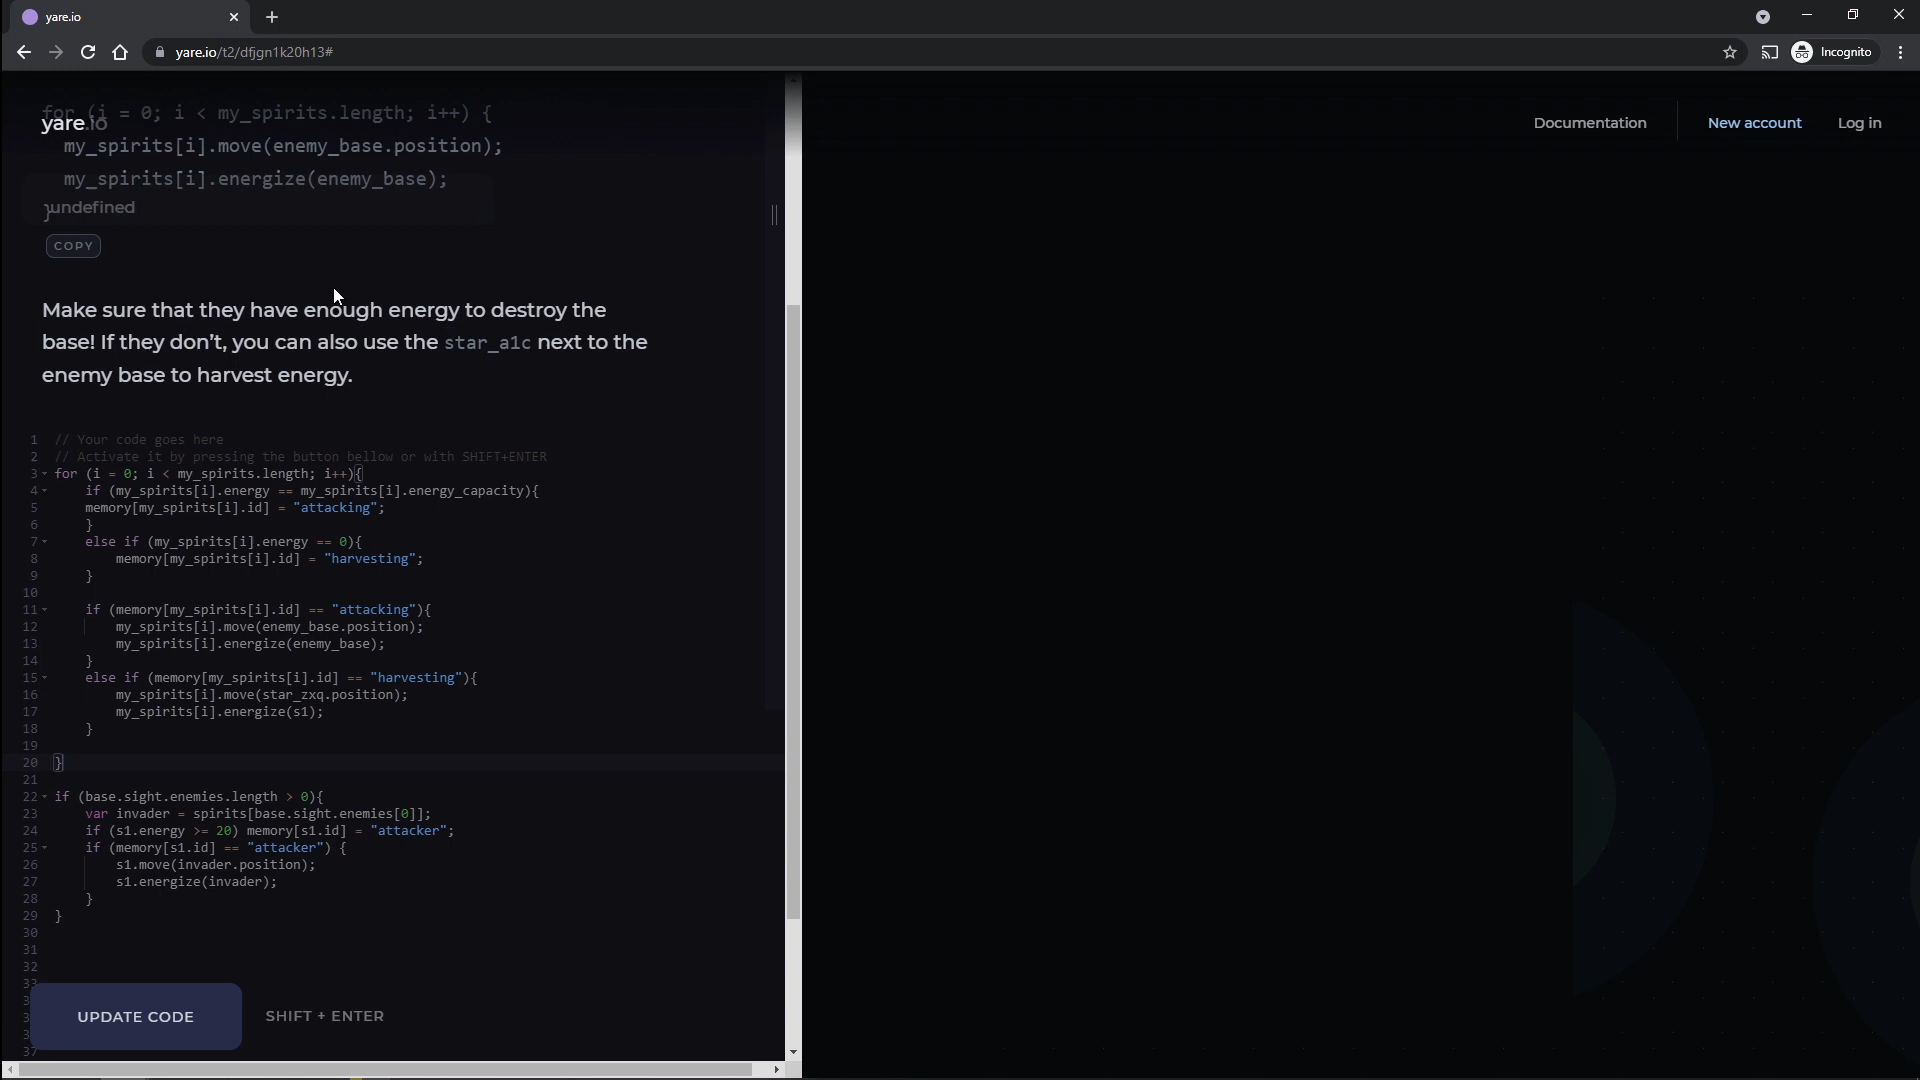 yare.io
yare.io/t2/dfjgn1k20h13#
Incognito
for (i = 0; i < my_spirits.length; i++) {
yare.io
Documentation
New account
Log in
my_spirits[i].move(enemy_base.position);
my_spirits[i].energize(enemy_base);
}
undefined
COPY
Make sure that they have enough energy to destroy the
base! If they don't, you can also use the star_a1c next to the
enemy base to harvest energy.
1 // Your code goes here
2 // Activate it by pressing the button bellow or with SHIFT+ENTER
3 for (i = 0; i < my_spirits.length; i++){
4 if (my_spirits[i].energy == my_spirits[i].energy_capacity){
5 memory[my_spirits[i].id] = "attacking";
6 }
7 else if (my_spirits[i].energy == 0){
8 memory[my_spirits[i].id] = "harvesting";
9 }
10
11 if (memory[my_spirits[i].id] == "attacking"){
12 my_spirits[i].move(enemy_base.position);
13 my_spirits[i].energize(enemy_base);
14 }
15 else if (memory[my_spirits[i].id] == "harvesting"){
16 my_spirits[i].move(star_zxq.position);
17 my_spirits[i].energize(s1);
18 }
19
20 }
21
22 if (base.sight.enemies.length > 0){
23 var invader = spirits[base.sight.enemies[0]];
24 if (s1.energy >= 20) memory[s1.id] = "attacker";
25 if (memory[s1.id] == "attacker") {
26 s1.move(invader.position);
27 s1.energize(invader);
28 }
29 }
30
31
32
33
UPDATE CODE
SHIFT + ENTER
37